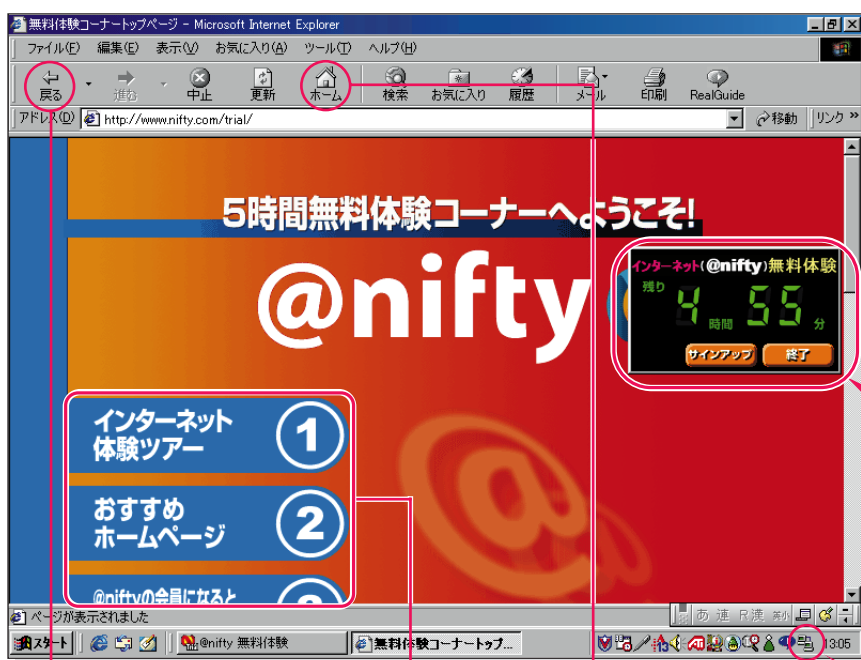 無料体験コーナートップページ - Microsoft Internet Explorer
ファイル(F) 編集(E) 表示(V) お気に入り(A) ツール(T) ヘルプ(H)
戻る 進む 中止 更新 ホーム 検索 お気に入り 履歴 メール 印刷 RealGuide
アドレス(D) http://www.nifty.com/trial/ 移動 リンク »
5時間無料体験コーナーへようこそ!
@nifty
インターネット(@nifty)無料体験
残り 4 時間 55 分
サインアップ 終了
インターネット
体験ツアー
1
おすすめ
ホームページ
2
@niftyの会員になると
ページが表示されました
あ 連 R漢
スタート @nifty 無料体験 無料体験コーナートップ... 13:05